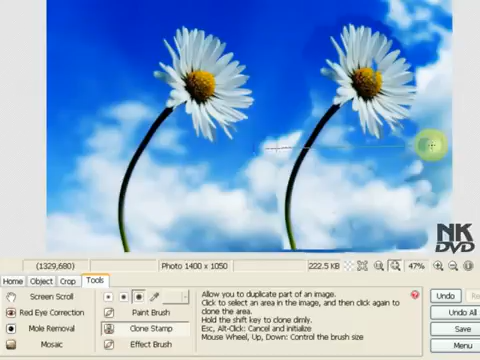 NK
DVD
(1329,680)
Photo 1400 x 1050
222.5 KB
47%
Home
Object
Crop
Tools
Screen Scroll
Red Eye Correction
Mole Removal
Mosaic
Paint Brush
Clone Stamp
Effect Brush
Allow you to duplicate part of an image.
Click to select an area in the image, and then click again to
clone the area.
Hold the shift key to clone dimly.
Esc, Alt-Click: Cancel and initialize
Mouse Wheel, Up, Down: Control the brush size
Undo
Undo All
Save
Menu